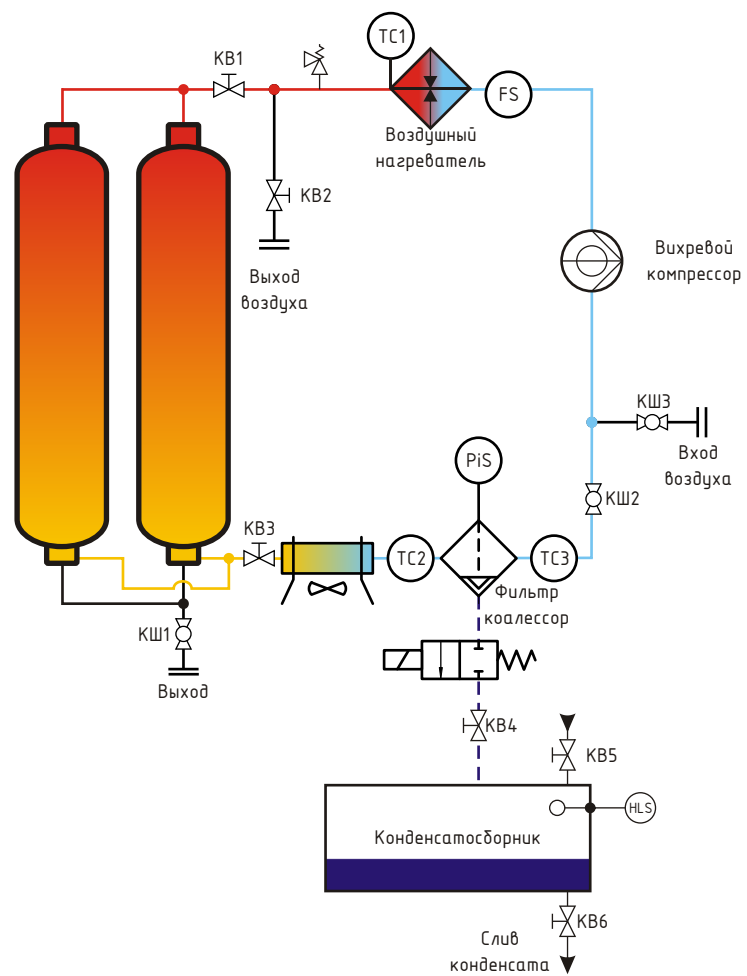 TC1
КВ1
FS
Воздушный
нагреватель
КВ2
Выход
воздуха
Вихревой
компрессор
КШ3
Вход
воздуха
PiS
КШ2
КВ3
TC2
TC3
Фильтр
коалессор
КШ1
Выход
КВ4
КВ5
HLS
Конденсатосборник
КВ6
Слив
конденсата